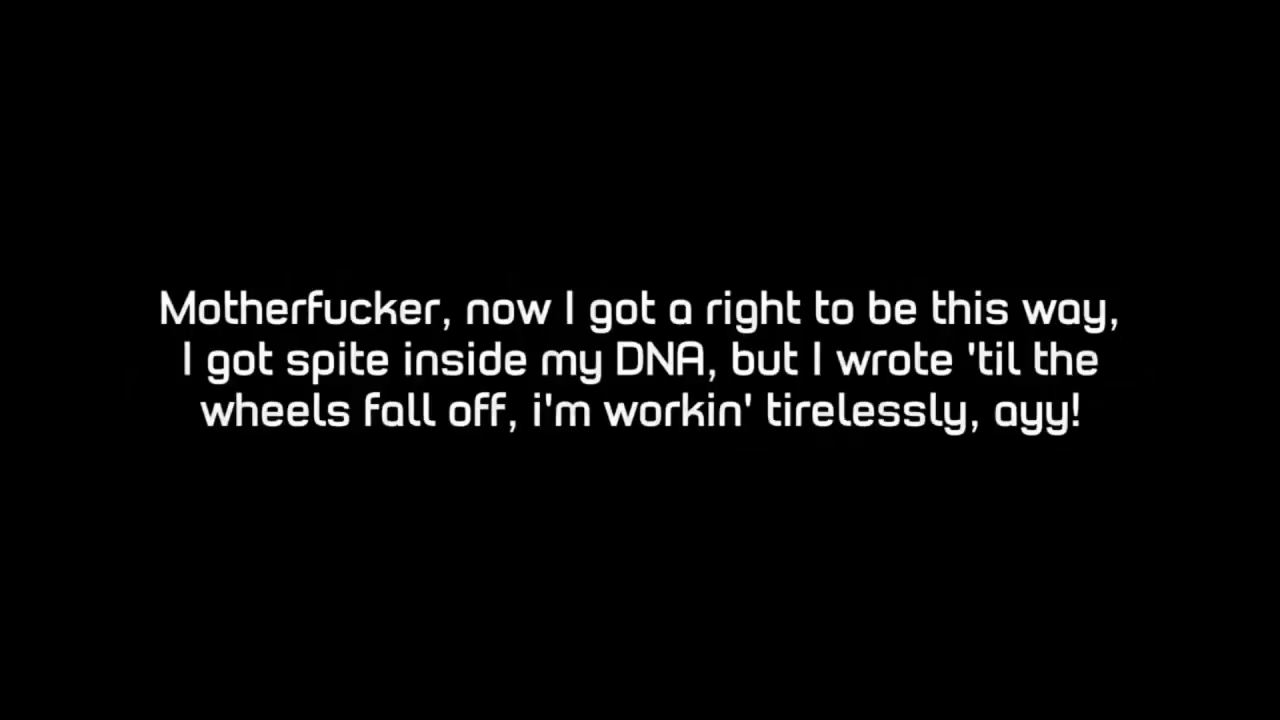 Motherfucker, now I got a right to be this way,
I got spite inside my DNA, but I wrote 'til the
wheels fall off, i'm workin' tirelessly, ayy!